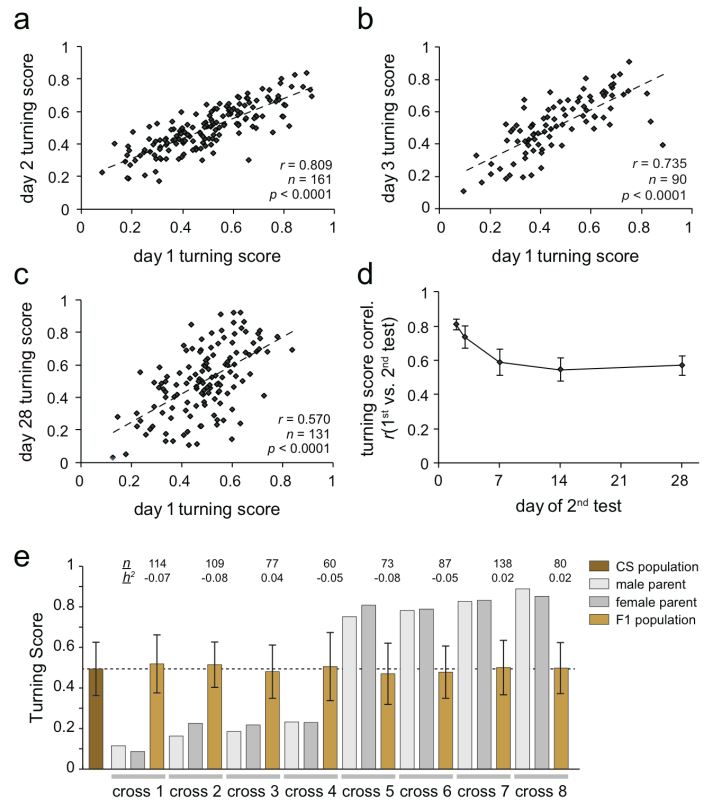 a
day 2 turning score
1
0.8
0.6
0.4
0.2
0
0 0.2 0.4 0.6 0.8 1
r = 0.809
n = 161
p < 0.0001
day 1 turning score
b
day 3 turning score
1
0.8
0.6
0.4
0.2
0
0 0.2 0.4 0.6 0.8 1
r = 0.735
n = 90
p < 0.0001
day 1 turning score
c
day 28 turning score
1
0.8
0.6
0.4
0.2
0
0 0.2 0.4 0.6 0.8 1
r = 0.570
n = 131
p < 0.0001
day 1 turning score
d
turning score correl.
r(1st vs. 2nd test)
1
0.8
0.6
0.4
0.2
0
0 7 14 21 28
day of 2nd test
e
Turning Score
1
0.8
0.6
0.4
0.2
0
n 114 109 77 60 73 87 138 80
h² -0.07 -0.08 0.04 -0.05 -0.08 -0.05 0.02 0.02
CS population
male parent
female parent
F1 population
cross 1 cross 2 cross 3 cross 4 cross 5 cross 6 cross 7 cross 8